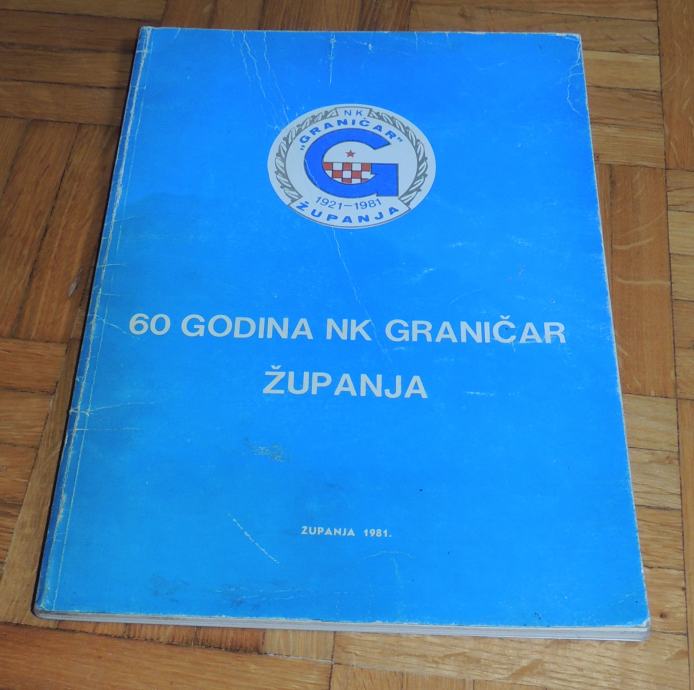 NK
„GRANIČAR"
G
1921-1981
ŽUPANJA
60 GODINA NK GRANIČAR
ŽUPANJA
ŽUPANJA 1981.